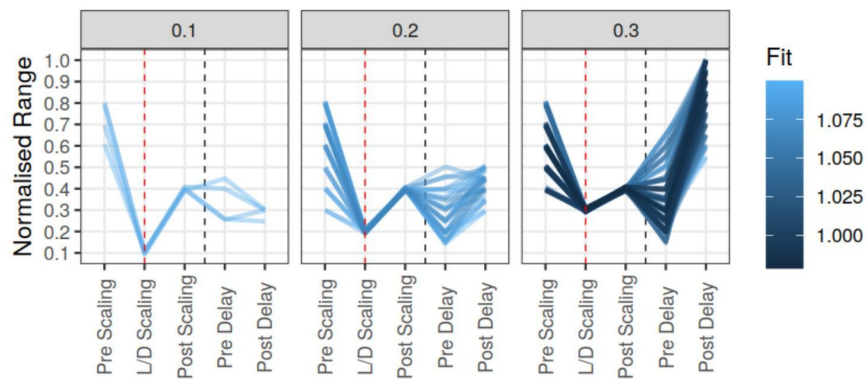 0.1
0.2
0.3
Normalised Range
1.0
0.9
0.8
0.7
0.6
0.5
0.4
0.3
0.2
0.1
Pre Scaling
L/D Scaling
Post Scaling
Pre Delay
Post Delay
Pre Scaling
L/D Scaling
Post Scaling
Pre Delay
Post Delay
Pre Scaling
L/D Scaling
Post Scaling
Pre Delay
Post Delay
Fit
1.075
1.050
1.025
1.000